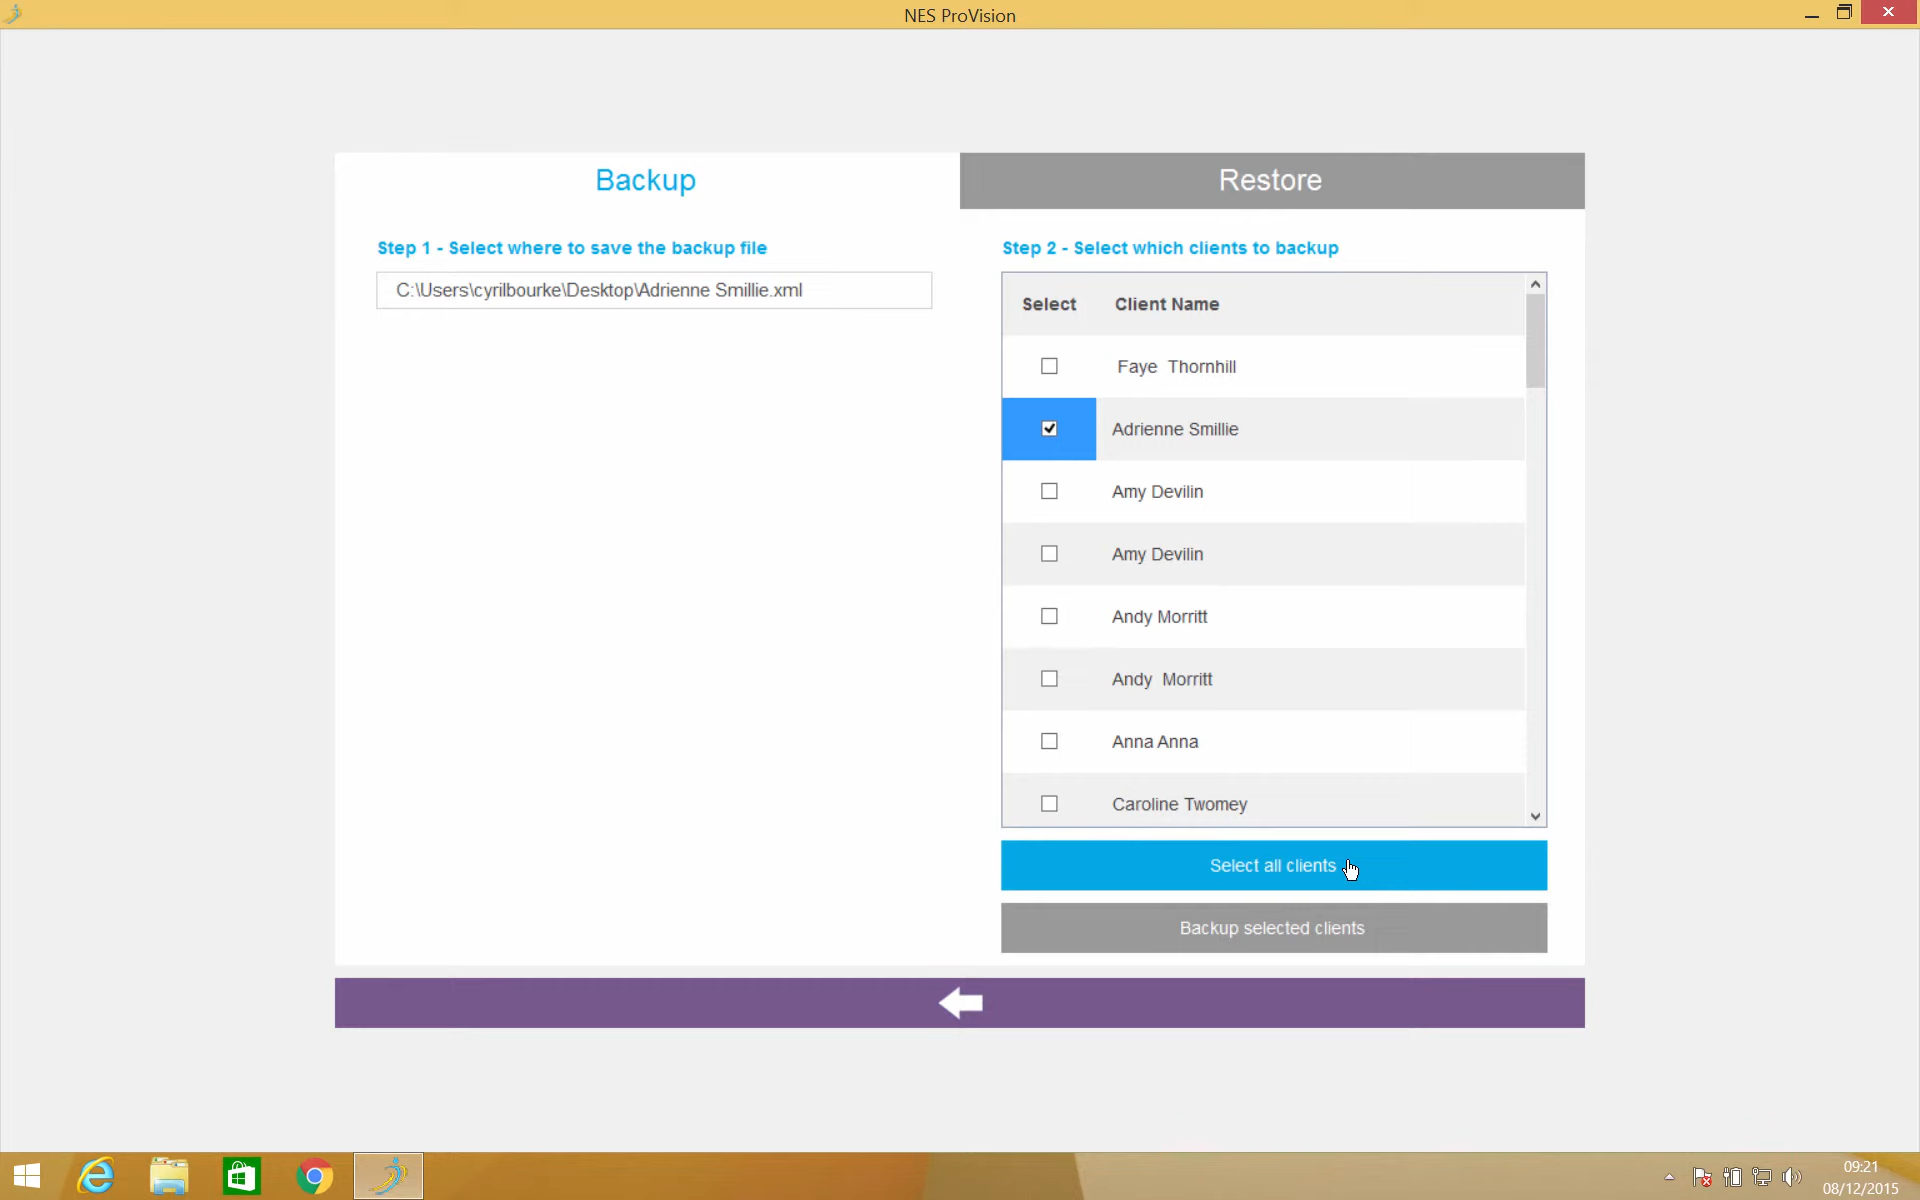 NES ProVision
Backup
Restore
Step 1 - Select where to save the backup file
C:\Users\cyrilbourke\Desktop\Adrienne Smillie.xml
Step 2 - Select which clients to backup
Select Client Name
Faye Thornhill
Adrienne Smillie
Amy Devilin
Amy Devilin
Andy Morritt
Andy Morritt
Anna Anna
Caroline Twomey
Select all clients
Backup selected clients
09:21
08/12/2015